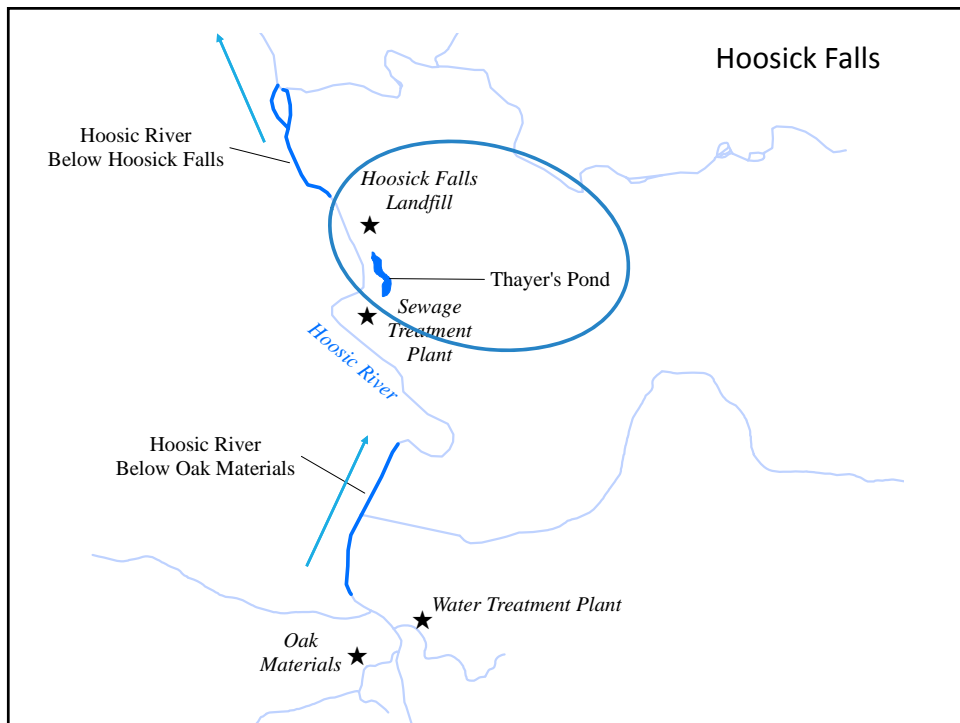 Hoosick Falls
Hoosic River
Below Hoosick Falls
Hoosick Falls
Landfill
Thayer's Pond
Sewage
Treatment
Plant
Hoosic River
Hoosic River
Below Oak Materials
Water Treatment Plant
Oak
Materials